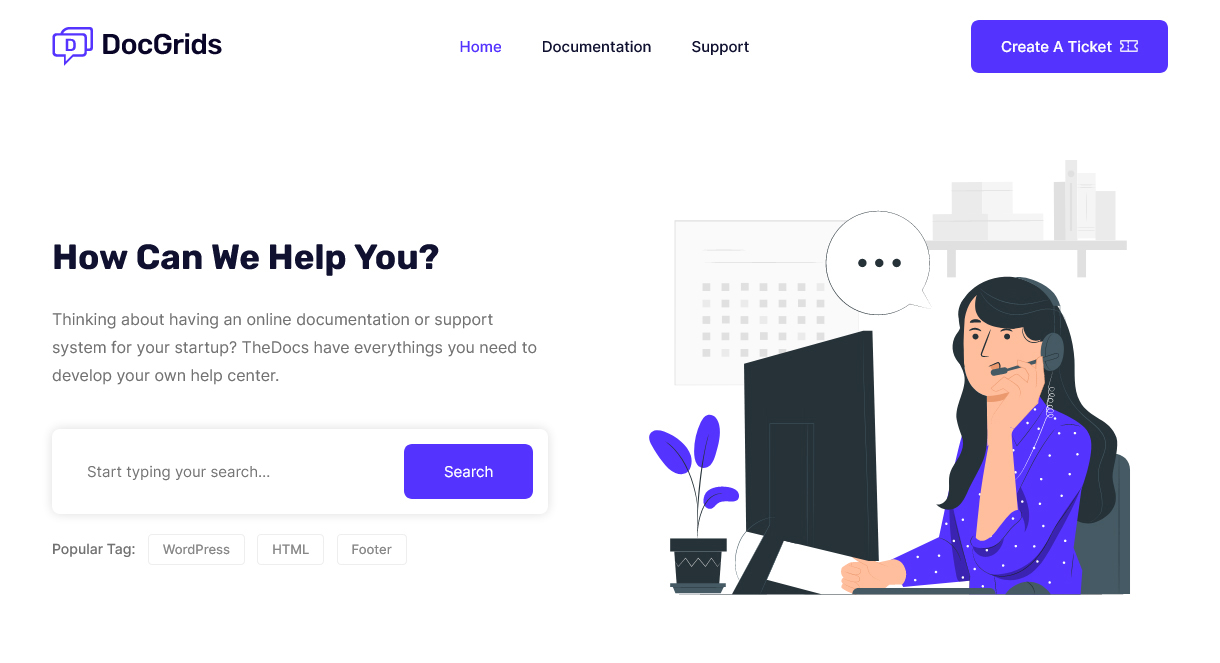 D DocGrids
Home Documentation Support
Create A Ticket
How Can We Help You?
Thinking about having an online documentation or support
system for your startup? TheDocs have everythings you need to
develop your own help center.
Start typing your search...
Search
Popular Tag: WordPress HTML Footer